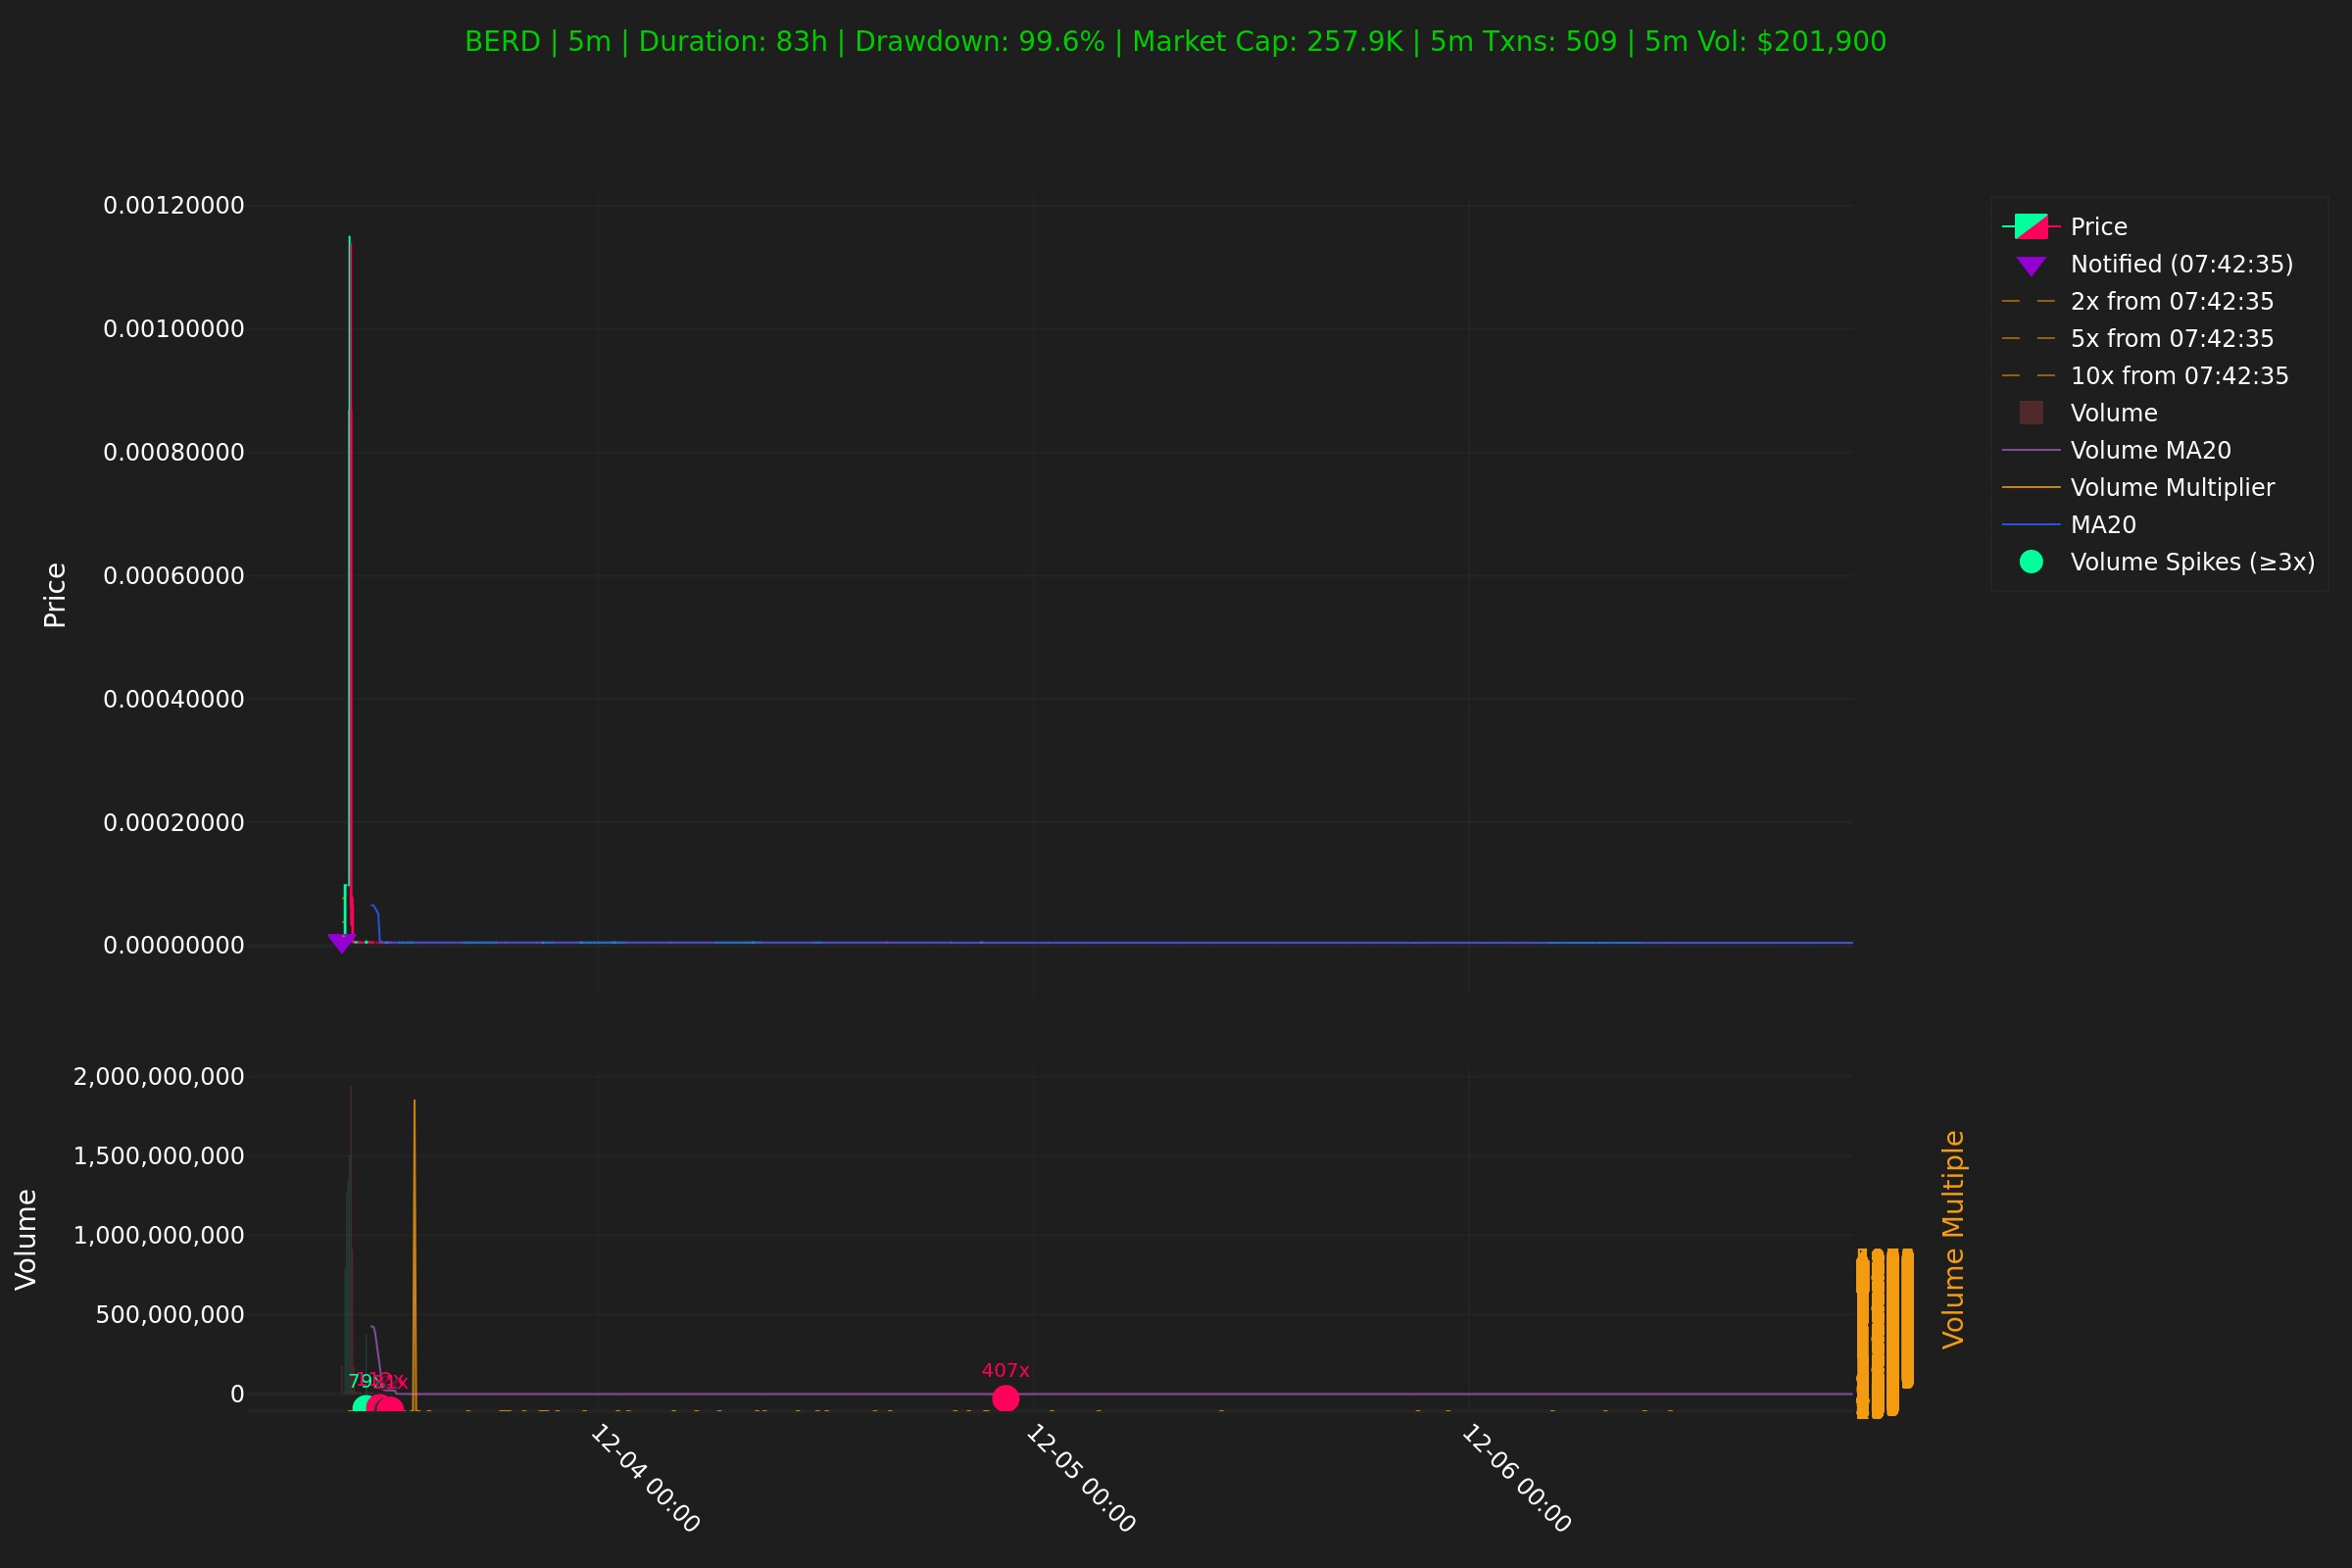 BERD | 5m | Duration: 83h | Drawdown: 99.6% | Market Cap: 257.9K | 5m Txns: 509 | 5m Vol: $201,900
Price
0.00120000
0.00100000
0.00080000
0.00060000
0.00040000
0.00020000
0.00000000
Price
Notified (07:42:35)
2x from 07:42:35
5x from 07:42:35
10x from 07:42:35
Volume
Volume MA20
Volume Multiplier
MA20
Volume Spikes (≥3x)
Volume
2,000,000,000
1,500,000,000
1,000,000,000
500,000,000
0
407x
Volume Multiple
12-04 00:00
12-05 00:00
12-06 00:00